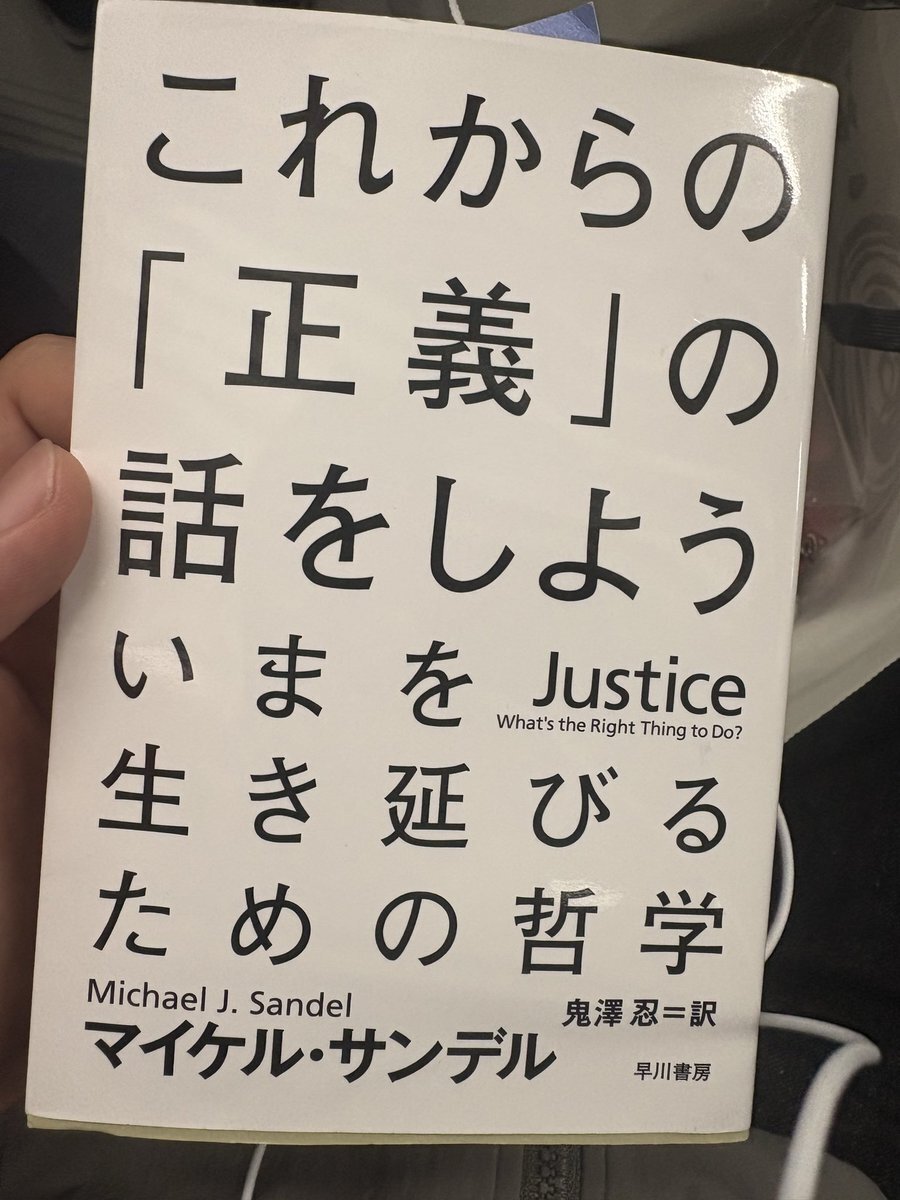 これからの
「正義」の
話をしよう
いまを
Justice
What's the Right Thing to Do?
生き延びる
ための哲学
Michael J. Sandel
マイケル・サンデル
鬼澤 忍=訳
早川書房